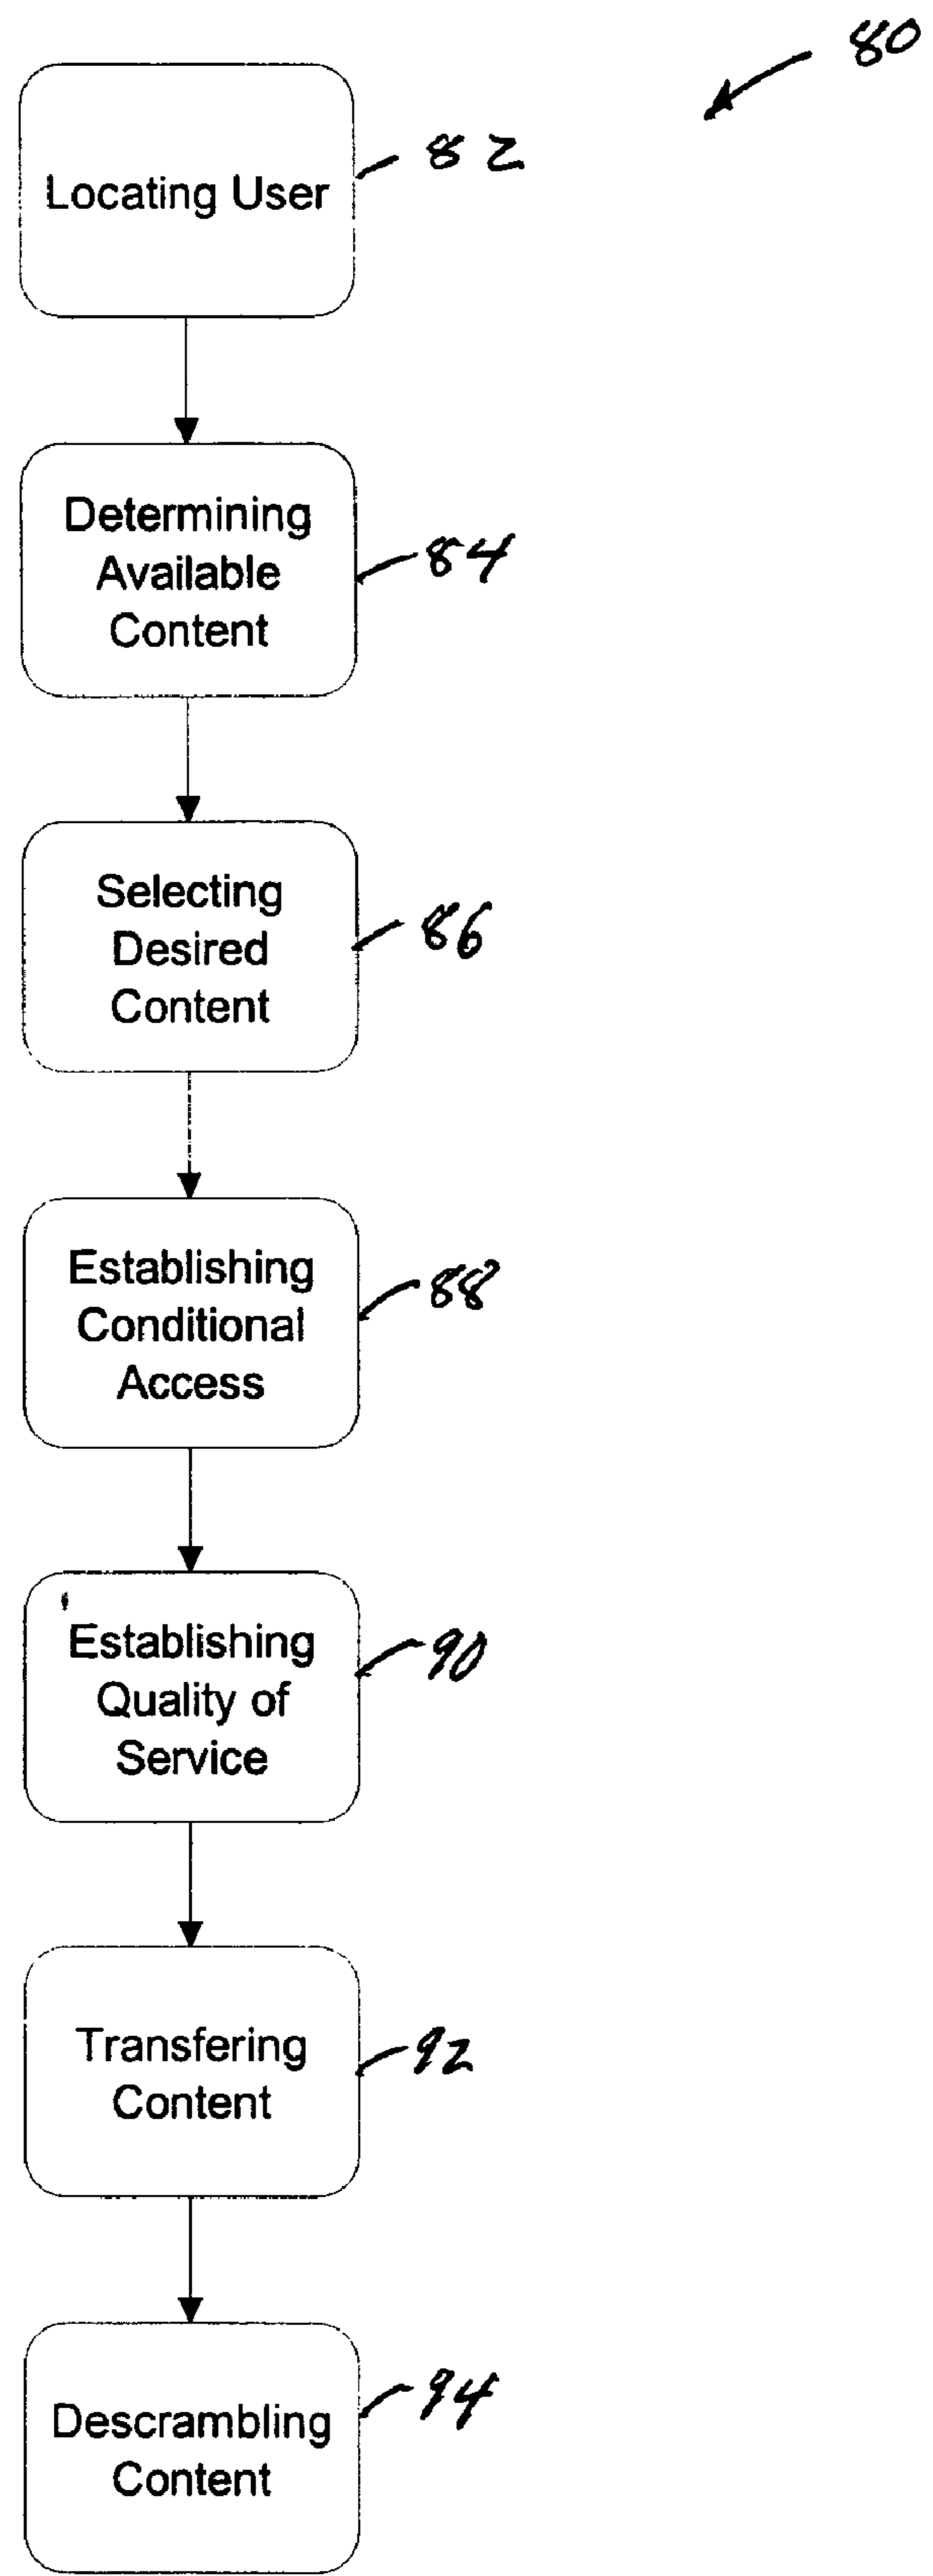 80
Locating User
82
Determining
Available
Content
84
Selecting
Desired
Content
86
Establishing
Conditional
Access
88
Establishing
Quality of
Service
90
Transfering
Content
92
Descrambling
Content
94